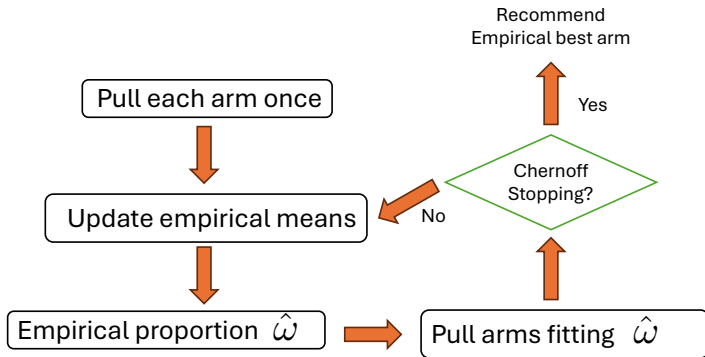 Pull each arm once
Update empirical means
Empirical proportion ω̂
Pull arms fitting ω̂
Chernoff
Stopping?
No
Yes
Recommend
Empirical best arm